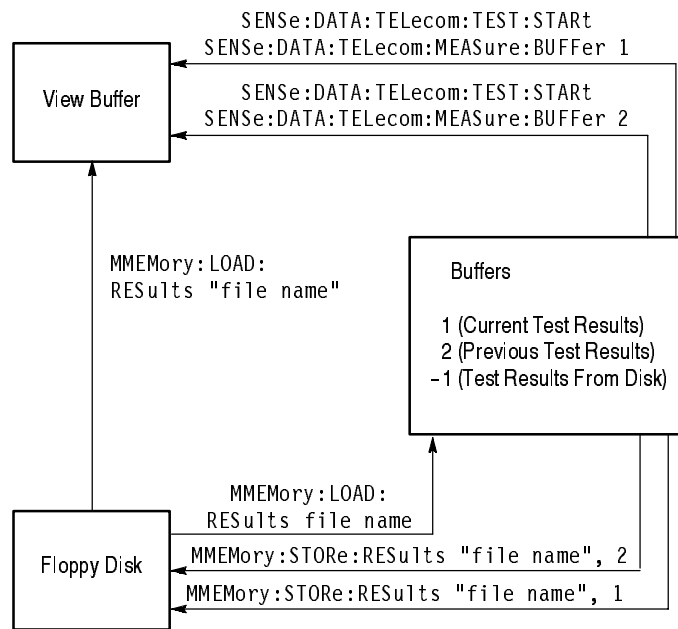 SENSe:DATA:TELecom:TEST:STARt
SENSe:DATA:TELecom:MEASure:BUFFer 1
View Buffer
SENSe:DATA:TELecom:TEST:STARt
SENSe:DATA:TELecom:MEASure:BUFFer 2
MMEMory:LOAD:
RESults "file name"
Buffers
1 (Current Test Results)
2 (Previous Test Results)
–1 (Test Results From Disk)
MMEMory:LOAD:
RESults file name
Floppy Disk
MMEMory:STORe:RESults "file name", 2
MMEMory:STORe:RESults "file name", 1